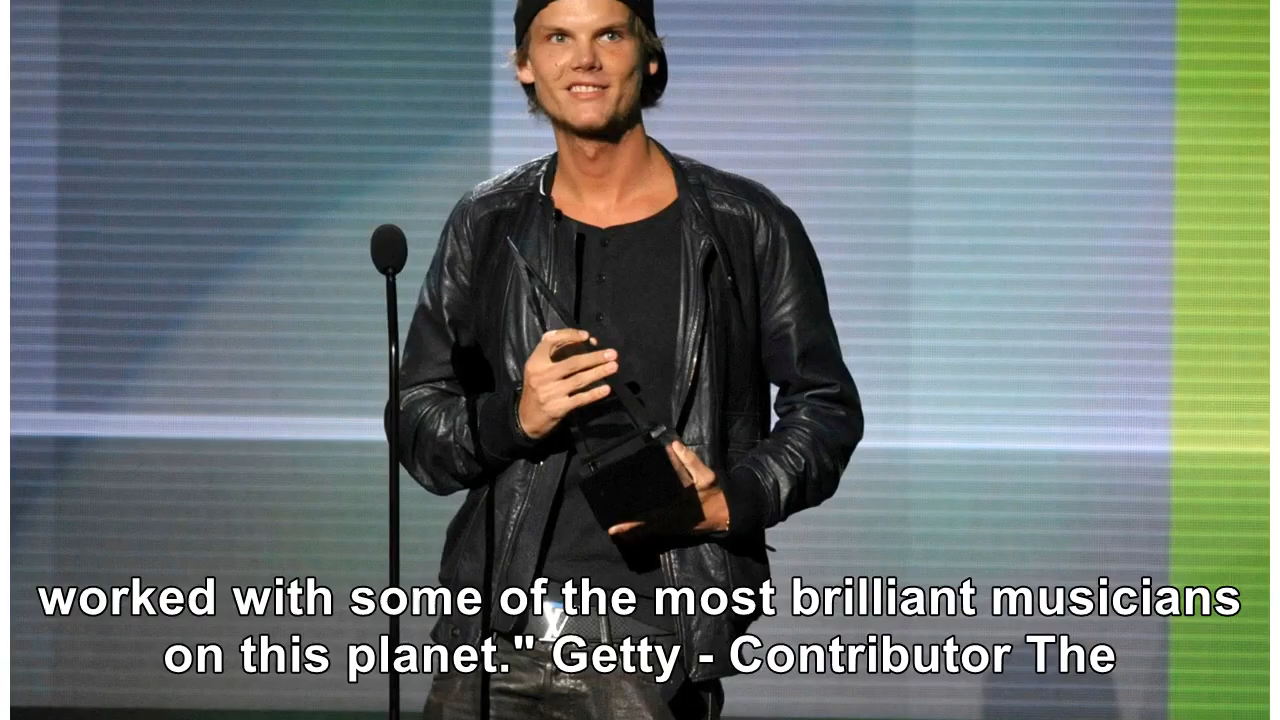 worked with some of the most brilliant musicians
on this planet." Getty - Contributor The